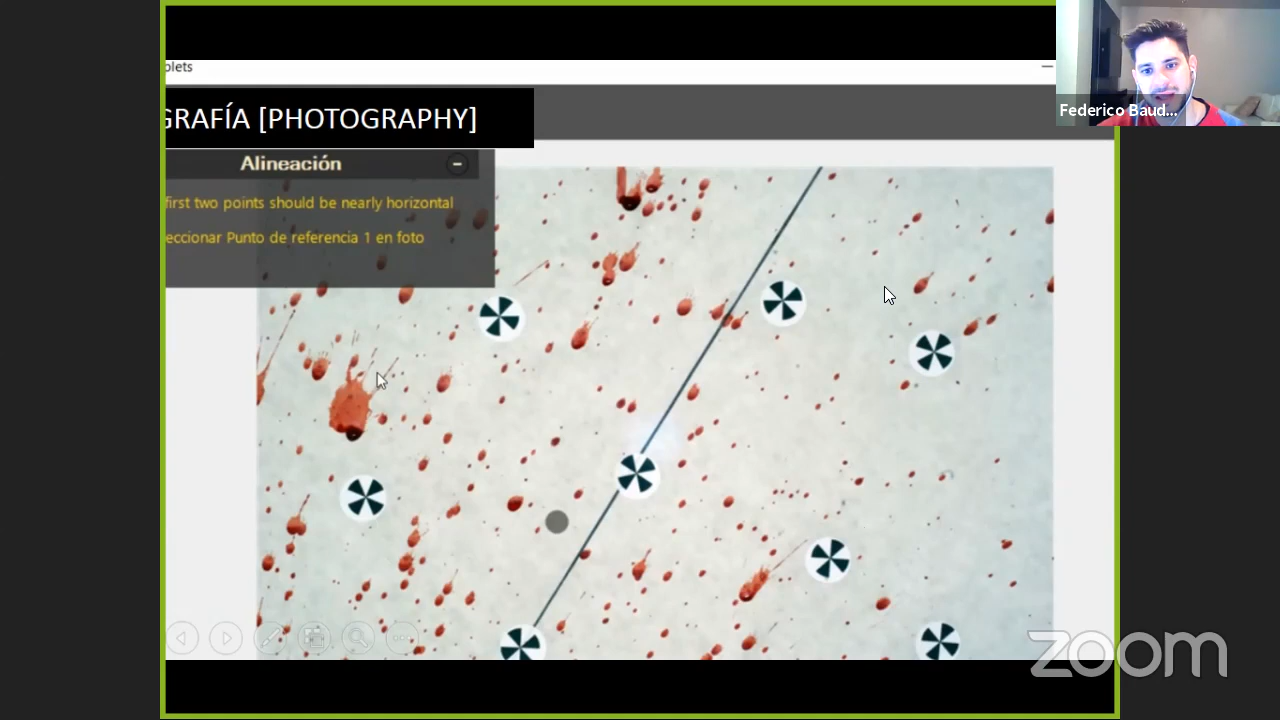 plets
GRAFÍA [PHOTOGRAPHY]
Federico Baud...
Alineación
first two points should be nearly horizontal
eccionar Punto de referencia 1 en foto
zoom